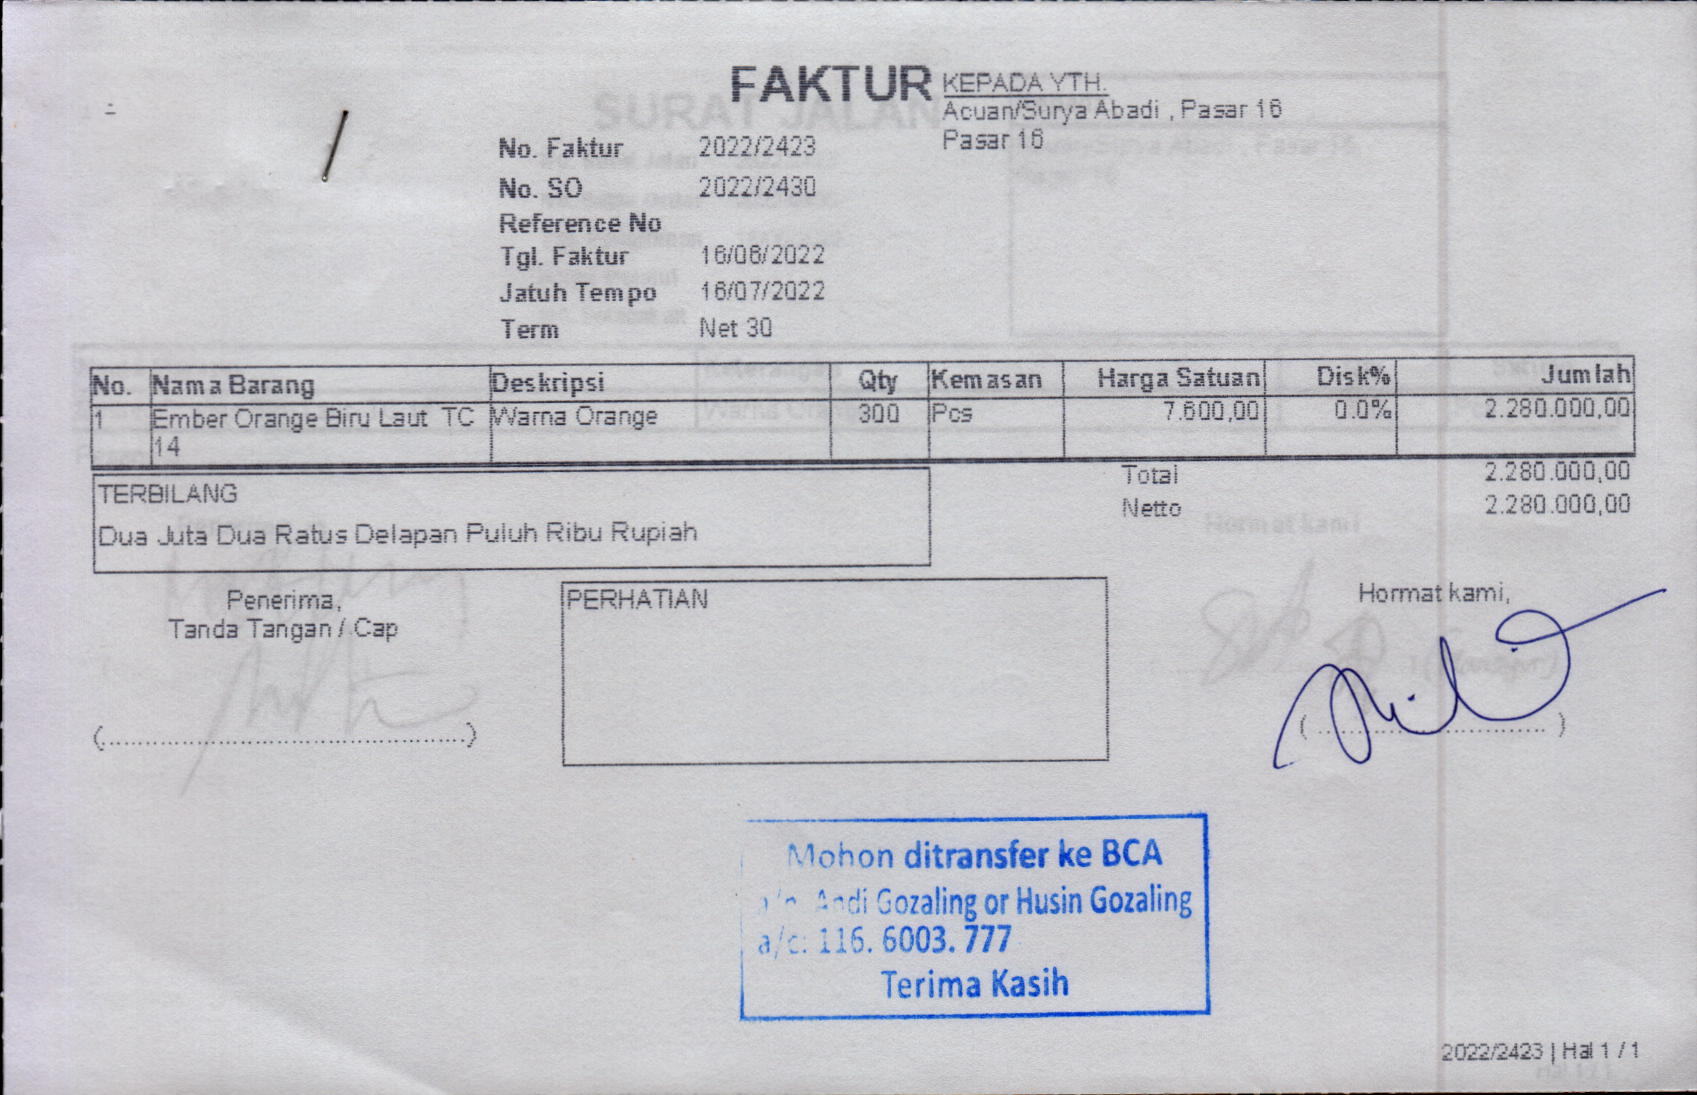 FAKTUR
KEPADA YTH.
Acuan/Surya Abadi , Pasar 16
Pasar 16
No. Faktur 2022/2423
No. SO 2022/2430
Reference No
Tgl. Faktur 16/06/2022
Jatuh Tempo 16/07/2022
Term Net 30
No. Nama Barang Deskripsi Qty Kemasan Harga Satuan Disk% Jumlah
1 Ember Orange Biru Laut TC Warna Orange 300 Pcs 7.600,00 0.0% 2.280.000,00
14
Total 2.280.000,00
Netto 2.280.000,00
TERBILANG
Dua Juta Dua Ratus Delapan Puluh Ribu Rupiah
Penerima,
Tanda Tangan / Cap
(................................................)
PERHATIAN
Hormat kami,
( ................................ )
Mohon ditransfer ke BCA
a/n. Andi Gozaling or Husin Gozaling
a/c: 116. 6003. 777
Terima Kasih
2022/2423 | Hal 1 / 1
SURAT JALAN